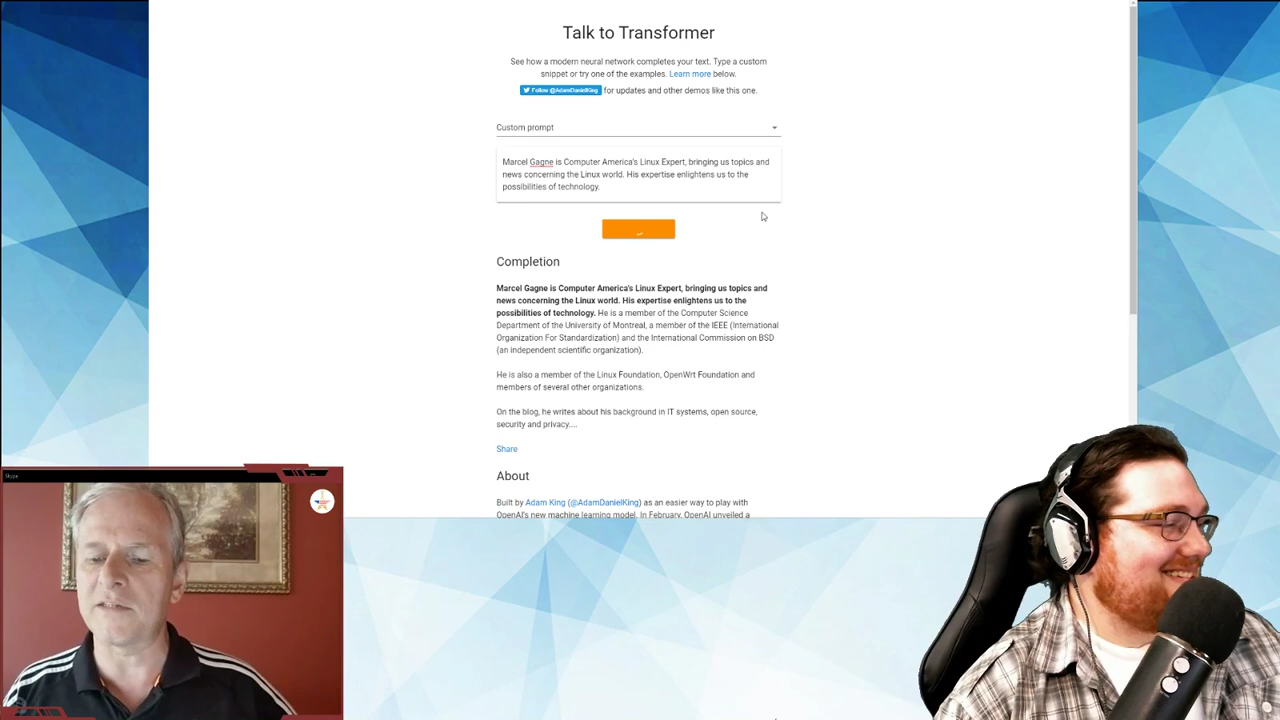 Talk to Transformer
See how a modern neural network completes your text. Type a custom
snippet or try one of the examples. Learn more below.
Follow @AdamDanielKing for updates and other demos like this one.
Custom prompt
Marcel Gagne is Computer America's Linux Expert, bringing us topics and
news concerning the Linux world. His expertise enlightens us to the
possibilities of technology.
Completion
Marcel Gagne is Computer America's Linux Expert, bringing us topics and
news concerning the Linux world. His expertise enlightens us to the
possibilities of technology. He is a member of the Computer Science
Department of the University of Montreal, a member of the IEEE (International
Organization For Standardization) and the International Commission on BSD
(an independent scientific organization).
He is also a member of the Linux Foundation, OpenWrt Foundation and
members of several other organizations.
On the blog, he writes about his background in IT systems, open source,
security and privacy....
Share
About
Built by Adam King (@AdamDanielKing) as an easier way to play with
OpenAI's new machine learning model. In February, OpenAI unveiled a
Skype